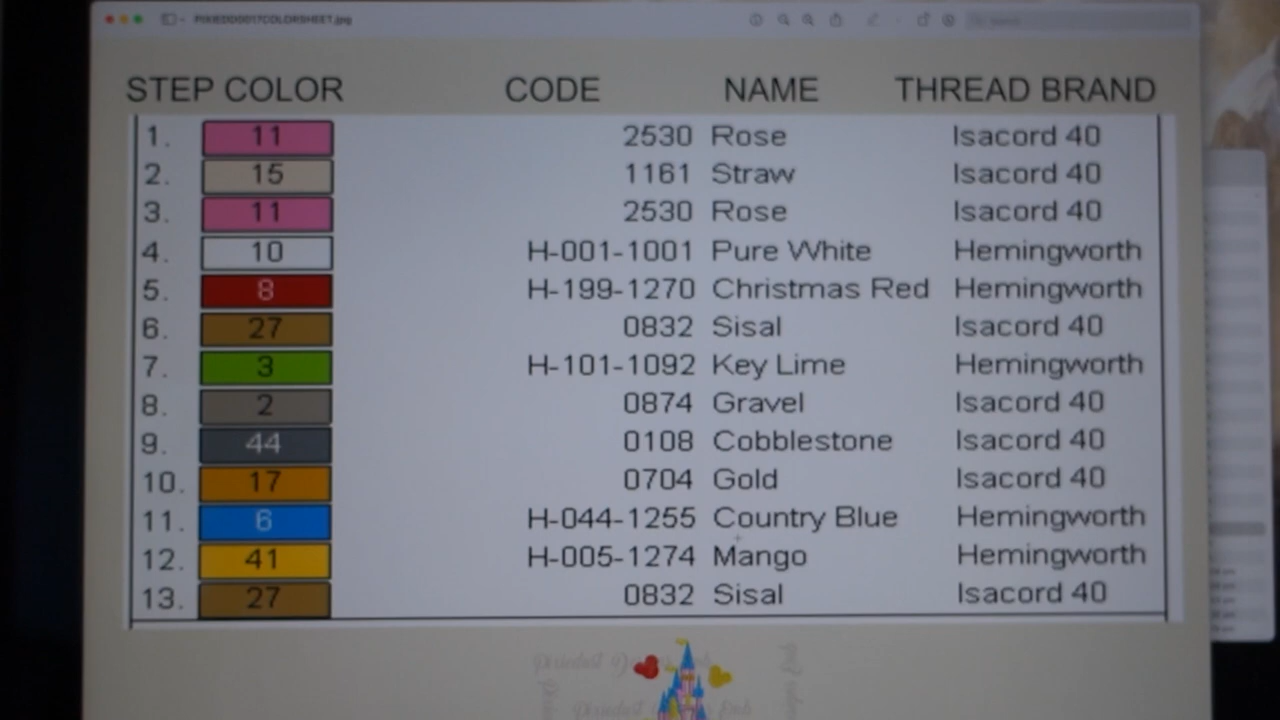 PIXIEDD0017COLORSHEET.jpg
STEP COLOR CODE NAME THREAD BRAND
1. 11 2530 Rose Isacord 40
2. 15 1161 Straw Isacord 40
3. 11 2530 Rose Isacord 40
4. 10 H-001-1001 Pure White Hemingworth
5. 8 H-199-1270 Christmas Red Hemingworth
6. 27 0832 Sisal Isacord 40
7. 3 H-101-1092 Key Lime Hemingworth
8. 2 0874 Gravel Isacord 40
9. 44 0108 Cobblestone Isacord 40
10. 17 0704 Gold Isacord 40
11. 6 H-044-1255 Country Blue Hemingworth
12. 41 H-005-1274 Mango Hemingworth
13. 27 0832 Sisal Isacord 40